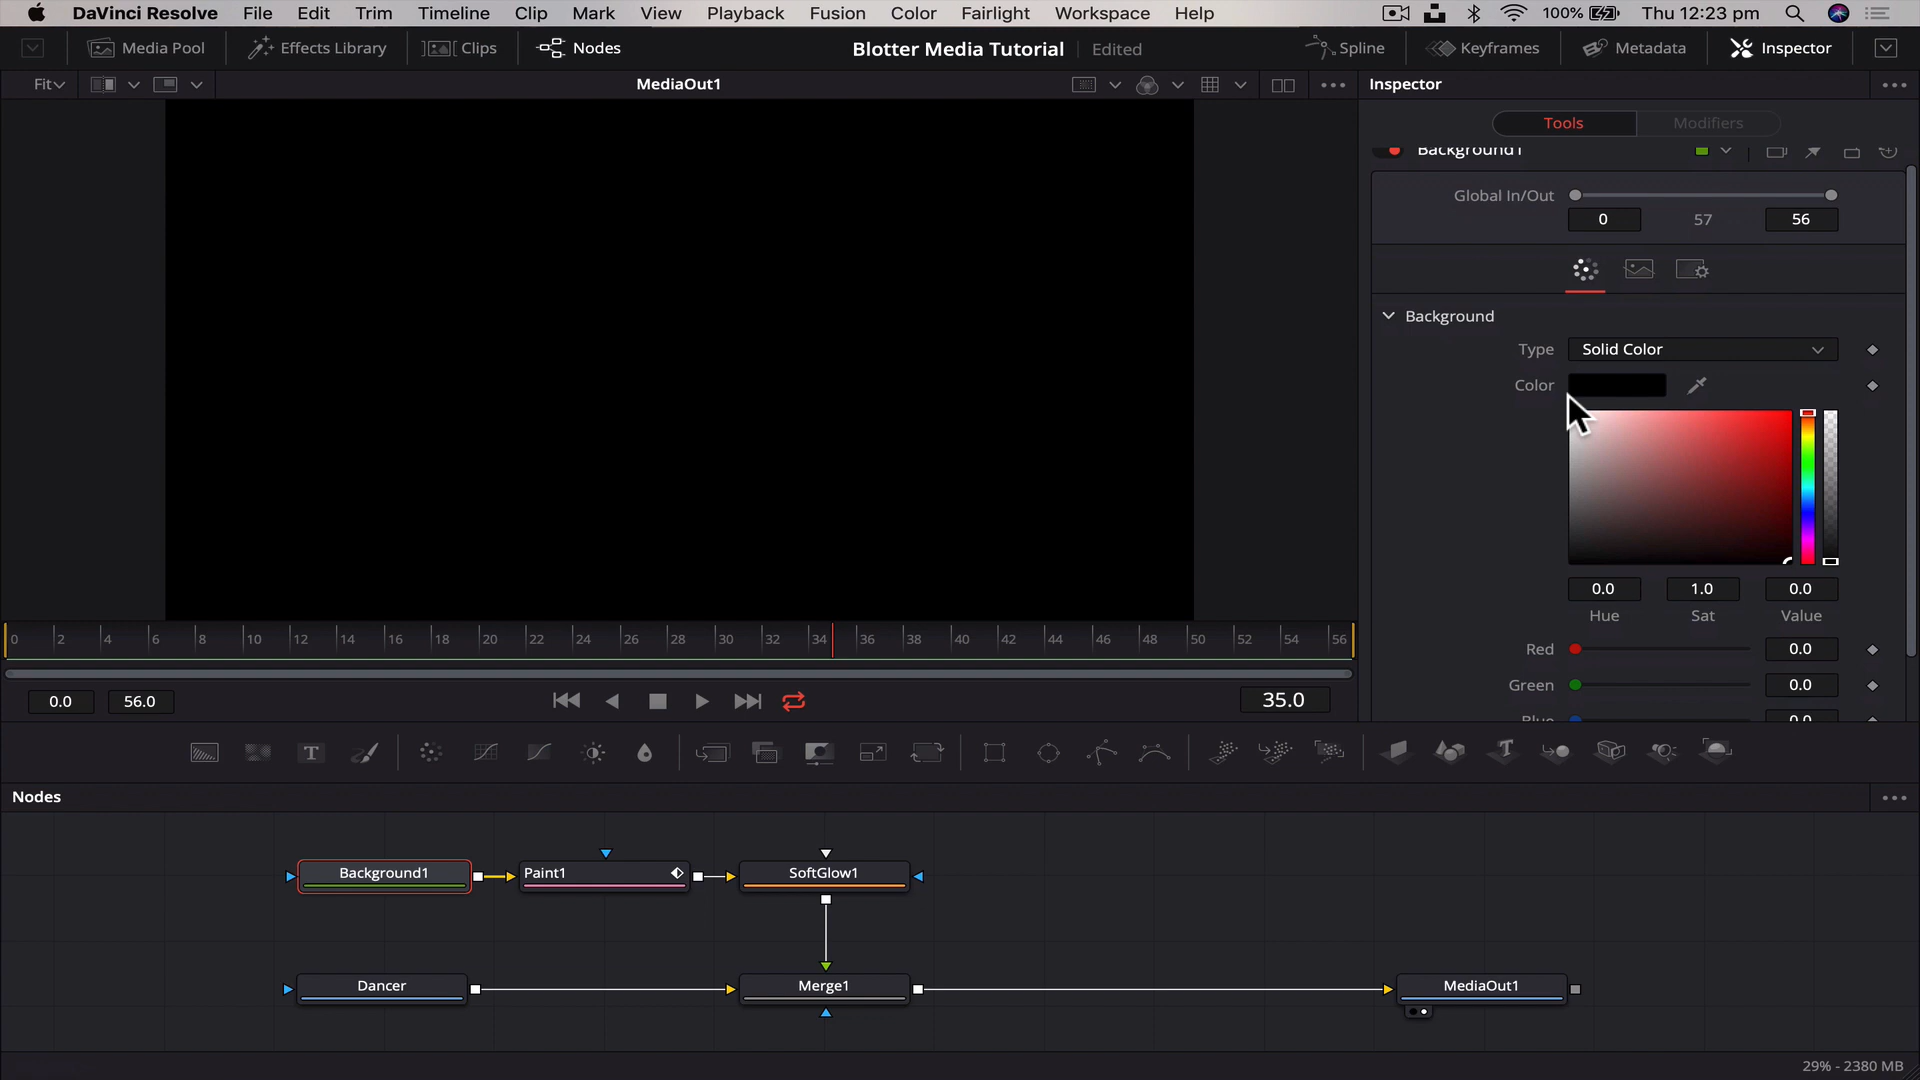 DaVinci Resolve File Edit Trim Timeline Clip Mark View Playback Fusion Color Fairlight Workspace Help 100% Thu 12:23 pm
Media Pool Effects Library Clips Nodes Blotter Media Tutorial Edited Spline Keyframes Metadata Inspector
Fit MediaOut1 Inspector
Tools Modifiers
Background1
Global In/Out
0 57 56
Background
Type Solid Color
Color
0.0 1.0 0.0
Hue Sat Value
0 2 4 6 8 10 12 14 16 18 20 22 24 26 28 30 32 34 36 38 40 42 44 46 48 50 52 54 56
Red 0.0
Green 0.0
Blue 0.0
0.0 56.0 35.0
T T
Nodes
Background1 Paint1 SoftGlow1
Dancer Merge1 MediaOut1
29% - 2380 MB